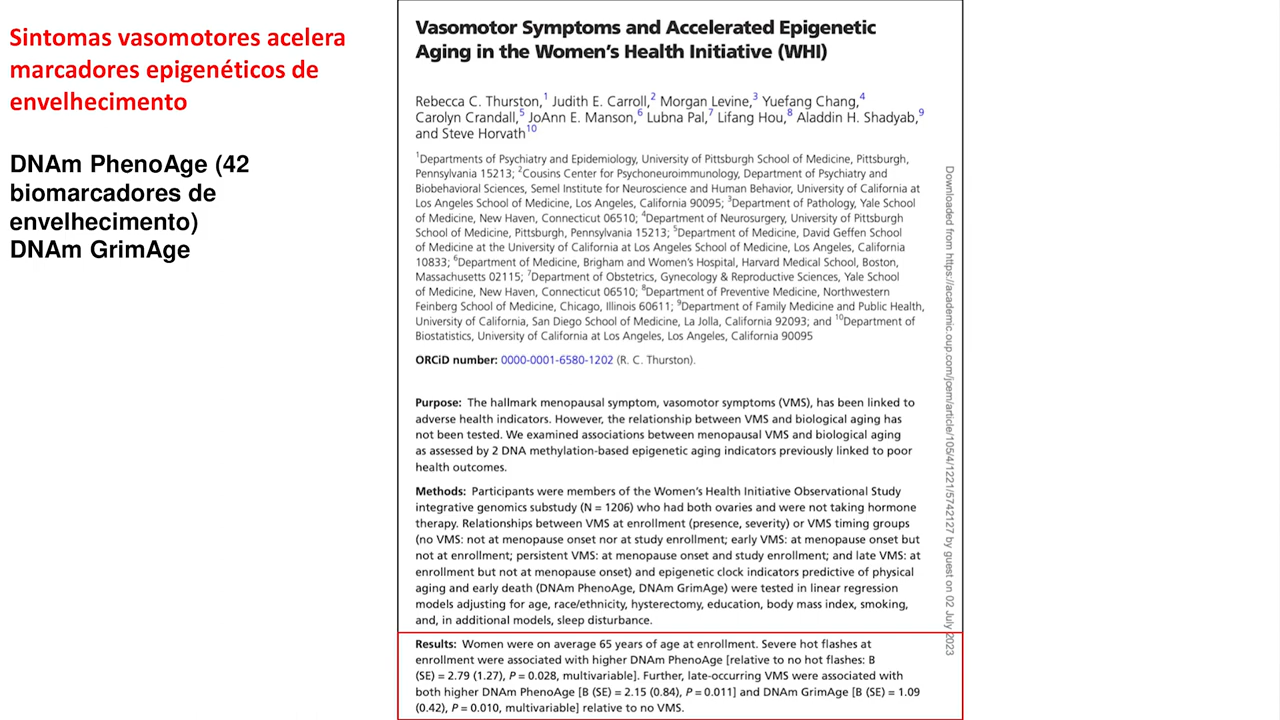 Sintomas vasomotores acelera
marcadores epigenéticos de
envelhecimento
DNAm PhenoAge (42
biomarcadores de
envelhecimento)
DNAm GrimAge
Vasomotor Symptoms and Accelerated Epigenetic
Aging in the Women’s Health Initiative (WHI)
Rebecca C. Thurston,1 Judith E. Carroll,2 Morgan Levine,3 Yuefang Chang,4
Carolyn Crandall,5 JoAnn E. Manson,6 Lubna Pal,7 Lifang Hou,8 Aladdin H. Shadyab,9
and Steve Horvath10
1Departments of Psychiatry and Epidemiology, University of Pittsburgh School of Medicine, Pittsburgh,
Pennsylvania 15213; 2Cousins Center for Psychoneuroimmunology, Department of Psychiatry and
Biobehavioral Sciences, Semel Institute for Neuroscience and Human Behavior, University of California at
Los Angeles School of Medicine, Los Angeles, California 90095; 3Department of Pathology, Yale School
of Medicine, New Haven, Connecticut 06510; 4Department of Neurosurgery, University of Pittsburgh
School of Medicine, Pittsburgh, Pennsylvania 15213; 5Department of Medicine, David Geffen School
of Medicine at the University of California at Los Angeles School of Medicine, Los Angeles, California
10833; 6Department of Medicine, Brigham and Women’s Hospital, Harvard Medical School, Boston,
Massachusetts 02115; 7Department of Obstetrics, Gynecology & Reproductive Sciences, Yale School
of Medicine, New Haven, Connecticut 06510; 8Department of Preventive Medicine, Northwestern
Feinberg School of Medicine, Chicago, Illinois 60611; 9Department of Family Medicine and Public Health,
University of California, San Diego School of Medicine, La Jolla, California 92093; and 10Department of
Biostatistics, University of California at Los Angeles, Los Angeles, California 90095
ORCiD number: 0000-0001-6580-1202 (R. C. Thurston).
Purpose: The hallmark menopausal symptom, vasomotor symptoms (VMS), has been linked to
adverse health indicators. However, the relationship between VMS and biological aging has
not been tested. We examined associations between menopausal VMS and biological aging
as assessed by 2 DNA methylation-based epigenetic aging indicators previously linked to poor
health outcomes.
Methods: Participants were members of the Women’s Health Initiative Observational Study
integrative genomics substudy (N = 1206) who had both ovaries and were not taking hormone
therapy. Relationships between VMS at enrollment (presence, severity) or VMS timing groups
(no VMS: not at menopause onset nor at study enrollment; early VMS: at menopause onset but
not at enrollment; persistent VMS: at menopause onset and study enrollment; and late VMS: at
enrollment but not at menopause onset) and epigenetic clock indicators predictive of physical
aging and early death (DNAm PhenoAge, DNAm GrimAge) were tested in linear regression
models adjusting for age, race/ethnicity, hysterectomy, education, body mass index, smoking,
and, in additional models, sleep disturbance.
Results: Women were on average 65 years of age at enrollment. Severe hot flashes at
enrollment were associated with higher DNAm PhenoAge [relative to no hot flashes: B
(SE) = 2.79 (1.27), P = 0.028, multivariable]. Further, late-occurring VMS were associated with
both higher DNAm PhenoAge [B (SE) = 2.15 (0.84), P = 0.011] and DNAm GrimAge [B (SE) = 1.09
(0.42), P = 0.010, multivariable] relative to no VMS.
Downloaded from https://academic.oup.com/jcem/article/105/4/1221/5742127 by guest on 02 July 2023